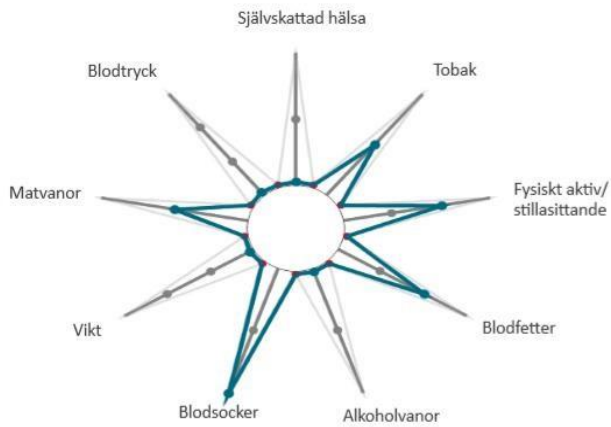 Självskattad hälsa
Blodtryck
Tobak
Matvanor
Fysiskt aktiv/
stillasittande
Vikt
Blodfetter
Blodsocker
Alkoholvanor